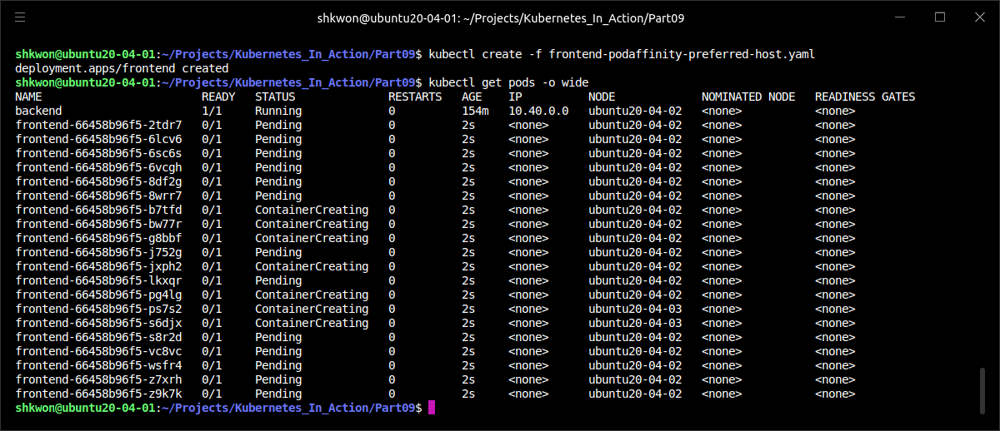 shkwon@ubuntu20-04-01: ~/Projects/Kubernetes_In_Action/Part09
shkwon@ubuntu20-04-01:~/Projects/Kubernetes_In_Action/Part09$ kubectl create -f frontend-podaffinity-preferred-host.yaml
deployment.apps/frontend created
shkwon@ubuntu20-04-01:~/Projects/Kubernetes_In_Action/Part09$ kubectl get pods -o wide
NAME                        READY   STATUS              RESTARTS   AGE    IP          NODE             NOMINATED NODE   READINESS GATES
backend                     1/1     Running             0          154m   10.40.0.0   ubuntu20-04-02   <none>           <none>
frontend-66458b96f5-2tdr7   0/1     Pending             0          2s     <none>      ubuntu20-04-02   <none>           <none>
frontend-66458b96f5-6lcv6   0/1     Pending             0          2s     <none>      ubuntu20-04-02   <none>           <none>
frontend-66458b96f5-6sc6s   0/1     Pending             0          2s     <none>      ubuntu20-04-02   <none>           <none>
frontend-66458b96f5-6vcgh   0/1     Pending             0          2s     <none>      ubuntu20-04-02   <none>           <none>
frontend-66458b96f5-8df2g   0/1     Pending             0          2s     <none>      ubuntu20-04-02   <none>           <none>
frontend-66458b96f5-8wrr7   0/1     Pending             0          2s     <none>      ubuntu20-04-02   <none>           <none>
frontend-66458b96f5-b7tfd   0/1     ContainerCreating   0          2s     <none>      ubuntu20-04-02   <none>           <none>
frontend-66458b96f5-bw77r   0/1     ContainerCreating   0          2s     <none>      ubuntu20-04-02   <none>           <none>
frontend-66458b96f5-g8bbf   0/1     ContainerCreating   0          2s     <none>      ubuntu20-04-02   <none>           <none>
frontend-66458b96f5-j752g   0/1     Pending             0          2s     <none>      ubuntu20-04-02   <none>           <none>
frontend-66458b96f5-jxph2   0/1     ContainerCreating   0          2s     <none>      ubuntu20-04-02   <none>           <none>
frontend-66458b96f5-lkxqr   0/1     Pending             0          2s     <none>      ubuntu20-04-02   <none>           <none>
frontend-66458b96f5-pg4lg   0/1     ContainerCreating   0          2s     <none>      ubuntu20-04-02   <none>           <none>
frontend-66458b96f5-ps7s2   0/1     ContainerCreating   0          2s     <none>      ubuntu20-04-03   <none>           <none>
frontend-66458b96f5-s6djx   0/1     ContainerCreating   0          2s     <none>      ubuntu20-04-03   <none>           <none>
frontend-66458b96f5-s8r2d   0/1     Pending             0          2s     <none>      ubuntu20-04-02   <none>           <none>
frontend-66458b96f5-vc8vc   0/1     Pending             0          2s     <none>      ubuntu20-04-02   <none>           <none>
frontend-66458b96f5-wsfr4   0/1     Pending             0          2s     <none>      ubuntu20-04-02   <none>           <none>
frontend-66458b96f5-z7xrh   0/1     Pending             0          2s     <none>      ubuntu20-04-02   <none>           <none>
frontend-66458b96f5-z9k7k   0/1     Pending             0          2s     <none>      ubuntu20-04-02   <none>           <none>
shkwon@ubuntu20-04-01:~/Projects/Kubernetes_In_Action/Part09$